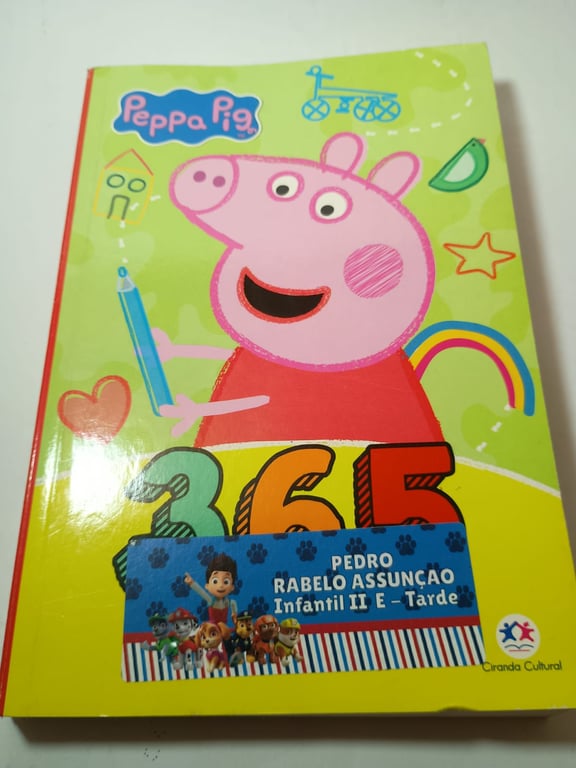 Peppa Pig
365
PEDRO
RABELO ASSUNÇAO
Infantil II E – Tarde
Ciranda Cultural